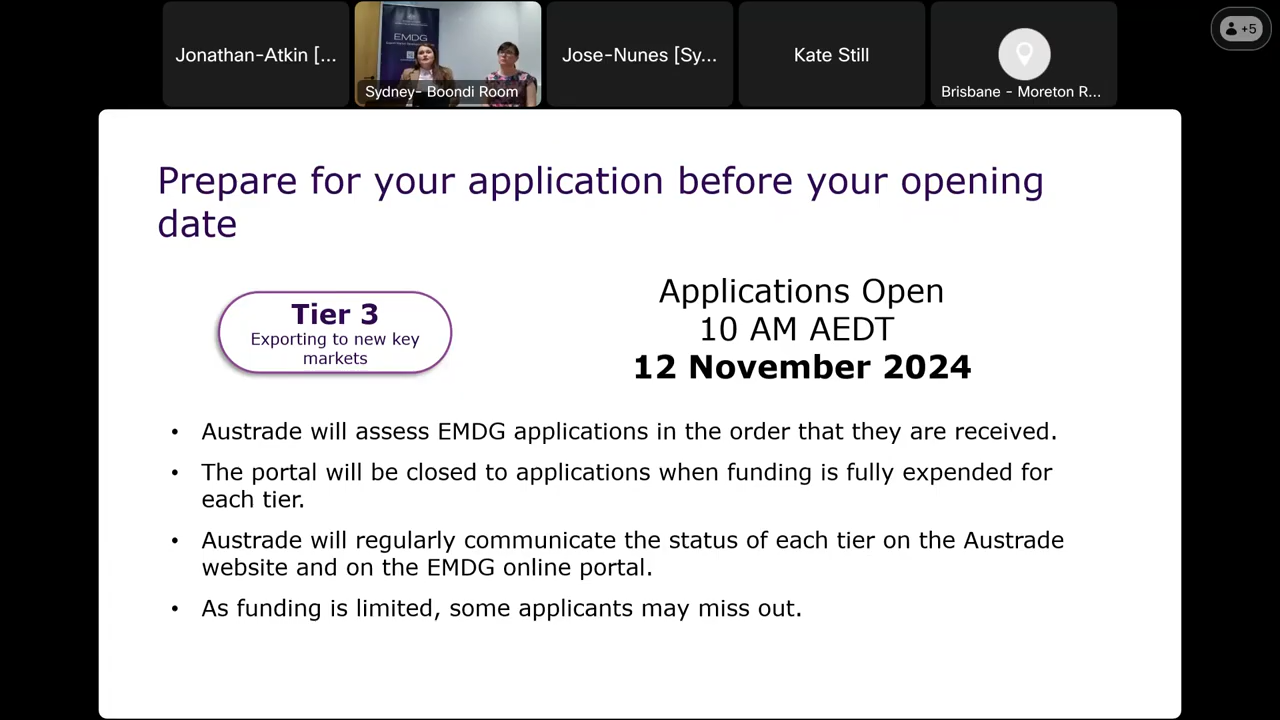 Jonathan-Atkin [...
EMDG
Sydney- Boondi Room
Jose-Nunes [Sy...
Kate Still
Brisbane - Moreton R...
+5
Prepare for your application before your opening
date
Tier 3
Exporting to new key
markets
Applications Open
10 AM AEDT
12 November 2024
• Austrade will assess EMDG applications in the order that they are received.
• The portal will be closed to applications when funding is fully expended for
each tier.
• Austrade will regularly communicate the status of each tier on the Austrade
website and on the EMDG online portal.
• As funding is limited, some applicants may miss out.